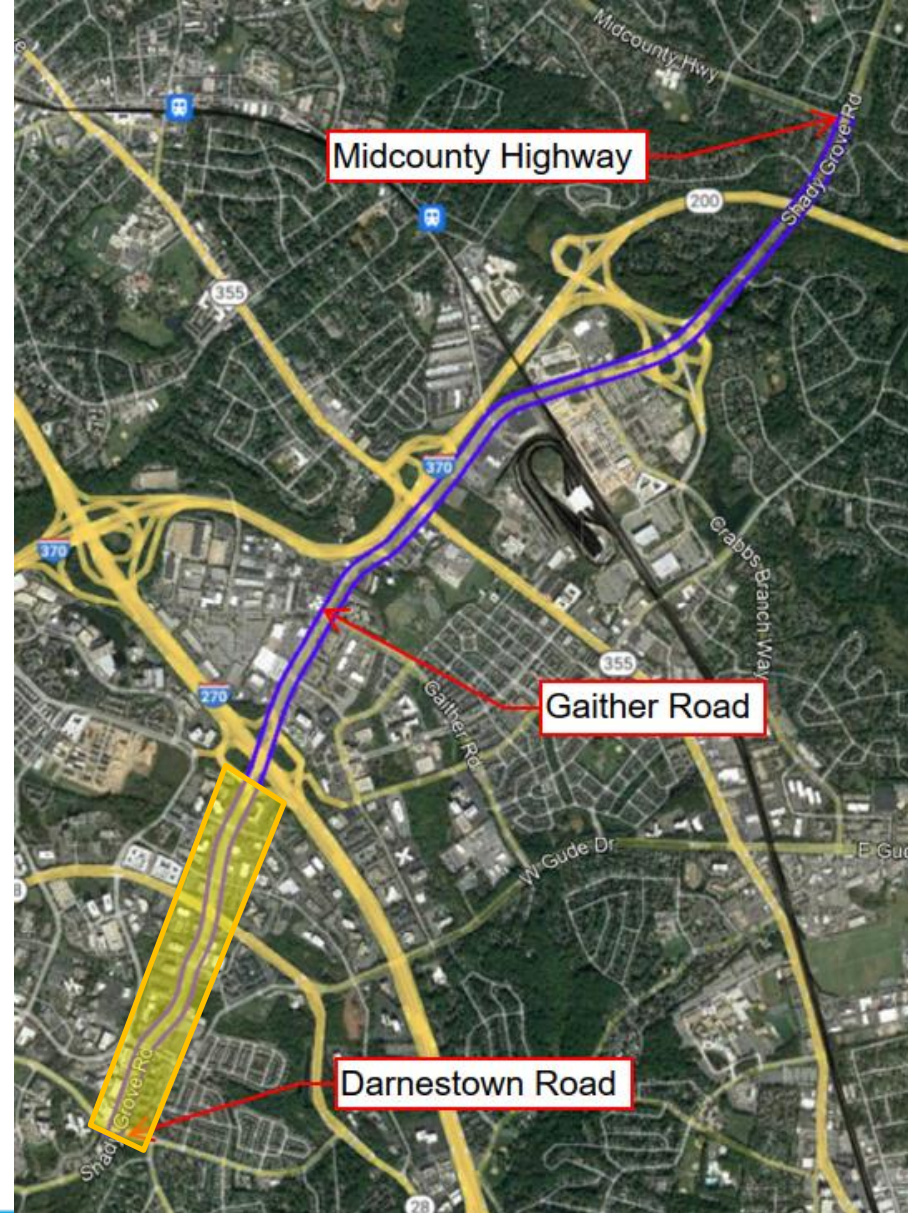 Midcounty Hwy
Midcounty Highway
Shady Grove Rd
200
355
370
370
Crabbs Branch Way
355
Gaither Road
270
Gaither Rd
W Gude Dr
E Gud
8
Shady Grove Rd
Darnestown Road
28